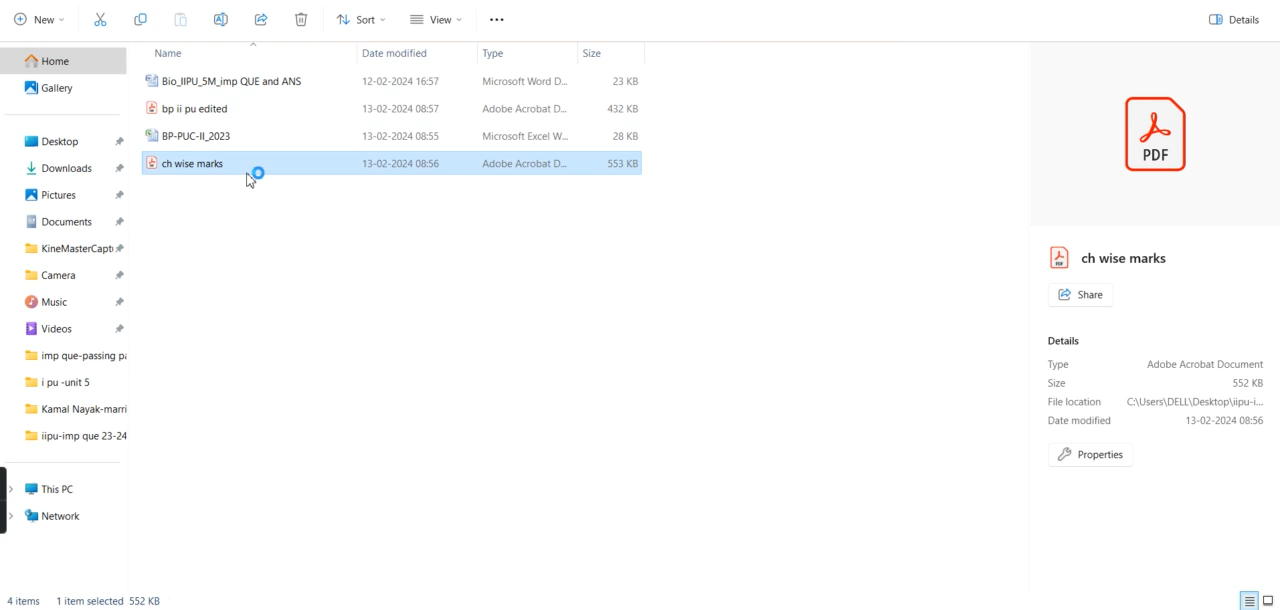 New
Sort
View
Details
Name Date modified Type Size
Home
Gallery
Desktop
Downloads
Pictures
Documents
KineMasterCaptu
Camera
Music
Videos
imp que-passing pa
i pu -unit 5
Kamal Nayak-marri
iipu-imp que 23-24
This PC
Network
Bio_IIPU_5M_imp QUE and ANS 12-02-2024 16:57 Microsoft Word D... 23 KB
bp ii pu edited 13-02-2024 08:57 Adobe Acrobat D... 432 KB
BP-PUC-II_2023 13-02-2024 08:55 Microsoft Excel W... 28 KB
ch wise marks 13-02-2024 08:56 Adobe Acrobat D... 553 KB
PDF
ch wise marks
Share
Details
Type Adobe Acrobat Document
Size 552 KB
File location C:\Users\DELL\Desktop\iipu-i...
Date modified 13-02-2024 08:56
Properties
4 items 1 item selected 552 KB